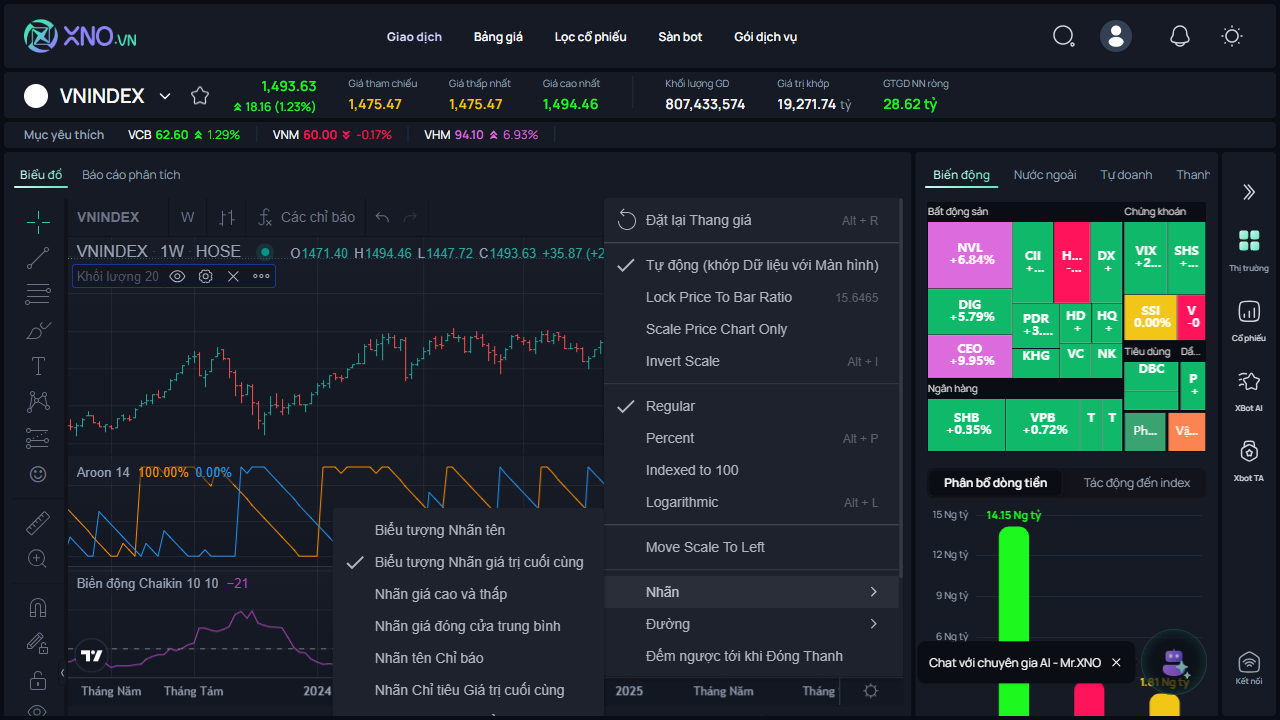 XNO.VN
Giao dịch Bảng giá Lọc cổ phiếu Sàn bot Gói dịch vụ
VNINDEX
1,493.63
18.16 (1.23%)
Giá tham chiếu
1,475.47
Giá thấp nhất
1,475.47
Giá cao nhất
1,494.46
Khối lượng GD
807,433,574
Giá trị khớp
19,271.74 tỷ
GTGD NN ròng
28.62 tỷ
Mục yêu thích VCB 62.60 1.29% VNM 60.00 -0.17% VHM 94.10 6.93%
Biểu đồ Báo cáo phân tích
VNINDEX W Các chỉ báo
VNINDEX 1W HOSE O1471.40 H1494.46 L1447.72 C1493.63 +35.87 (+2
Khối lượng 20
Aroon 14 100.00% 0.00%
Biến động Chaikin 10 10 −21
Tháng Năm Tháng Tám 2024 2025 Tháng Năm Tháng
Đặt lại Thang giá Alt + R
Tự động (khớp Dữ liệu với Màn hình)
Lock Price To Bar Ratio 15.6465
Scale Price Chart Only
Invert Scale Alt + I
Regular
Percent Alt + P
Indexed to 100
Logarithmic Alt + L
Move Scale To Left
Nhãn
Đường
Đếm ngược tới khi Đóng Thanh
Biểu tượng Nhãn tên
Biểu tượng Nhãn giá trị cuối cùng
Nhãn giá cao và thấp
Nhãn giá đóng cửa trung bình
Nhãn tên Chỉ báo
Nhãn Chỉ tiêu Giá trị cuối cùng
Biến động Nước ngoài Tự doanh Thanh
Bất động sản
NVL
+6.84%
DIG
+5.79%
CEO
+9.95%
CII
+...
H...
-...
DX
+
PDR
+3....
HD
+
HQ
+
KHG
VC
NK
Chứng khoán
VIX
+2...
SHS
+...
SSI
0.00%
V
-0
Tiêu dùng
DBC
Dầ...
P
+
Ngân hàng
SHB
+0.35%
VPB
+0.72%
T
T
Ph...
Vậ...
Phân bổ dòng tiền Tác động đến index
15 Ng tỷ
14.15 Ng tỷ
12 Ng tỷ
9 Ng tỷ
6 Ng tỷ
1.81 Ng tỷ
Chat với chuyên gia AI - Mr.XNO
Thị trường
Cổ phiếu
XBot AI
Xbot TA
Kết nối